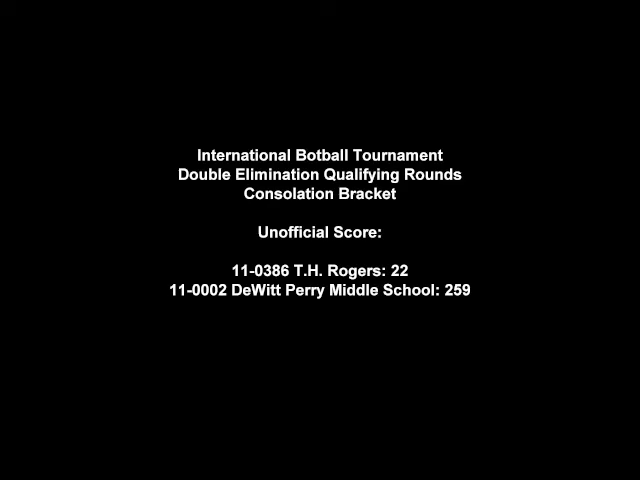 International Botball Tournament
Double Elimination Qualifying Rounds
Consolation Bracket
Unofficial Score:
11-0386 T.H. Rogers: 22
11-0002 DeWitt Perry Middle School: 259